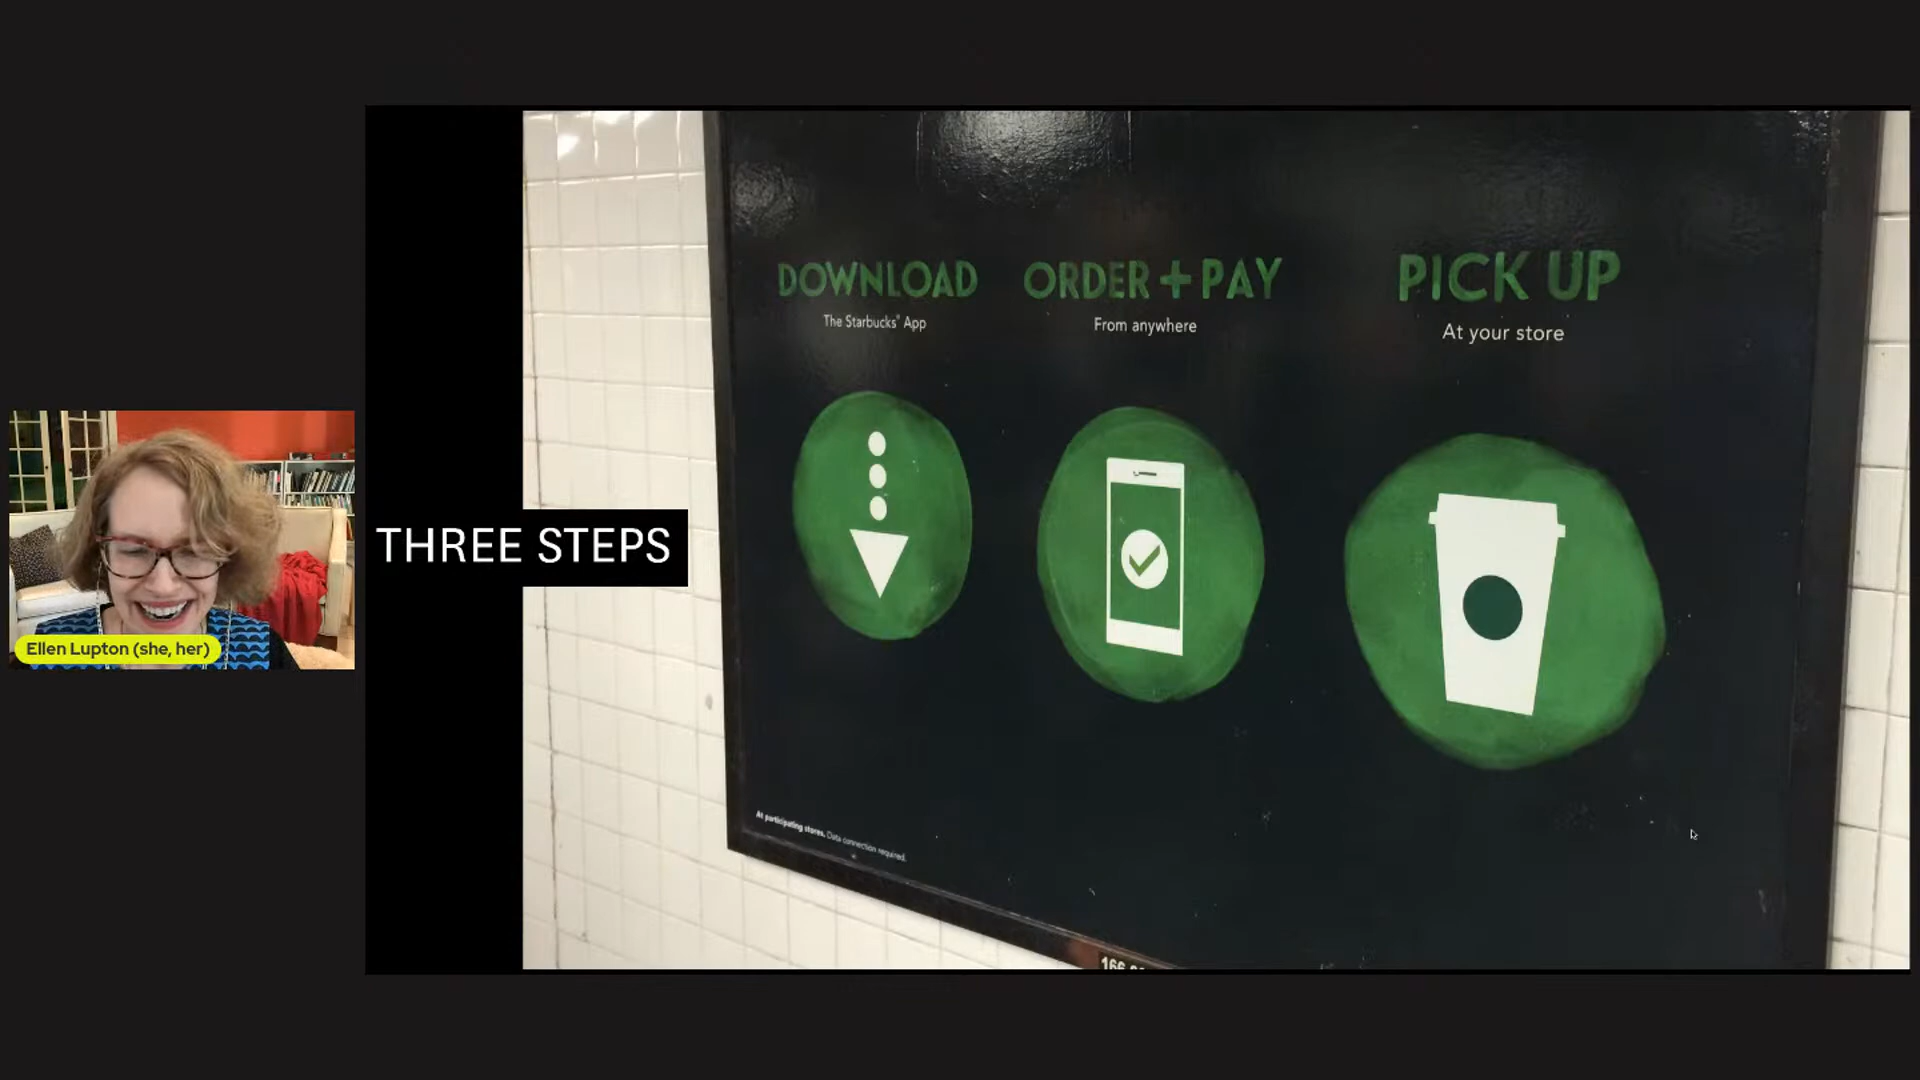 DOWNLOAD
The Starbucks® App
ORDER + PAY
From anywhere
PICK UP
At your store
THREE STEPS
Ellen Lupton (she, her)
At participating stores. Data connection required.